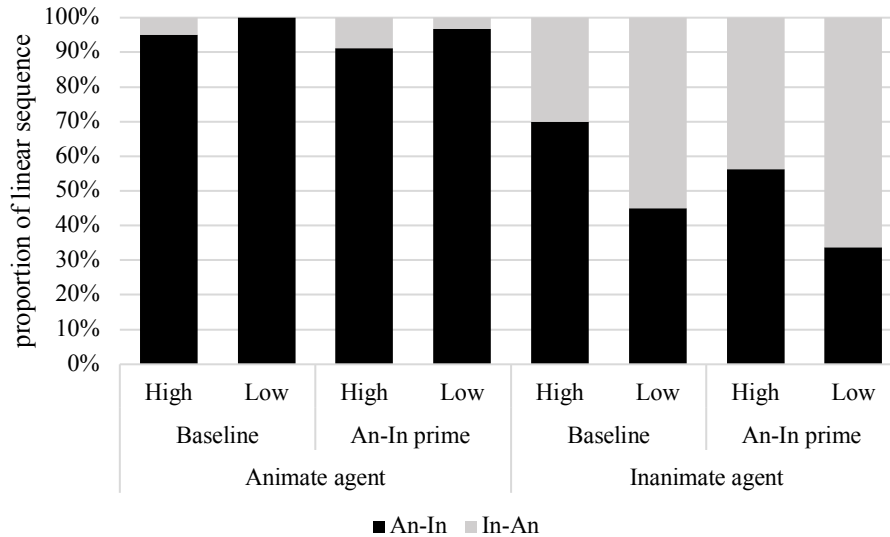 proportion of linear sequence
100%
90%
80%
70%
60%
50%
40%
30%
20%
10%
0%
High Low High Low High Low High Low
Baseline An-In prime Baseline An-In prime
Animate agent Inanimate agent
An-In In-An